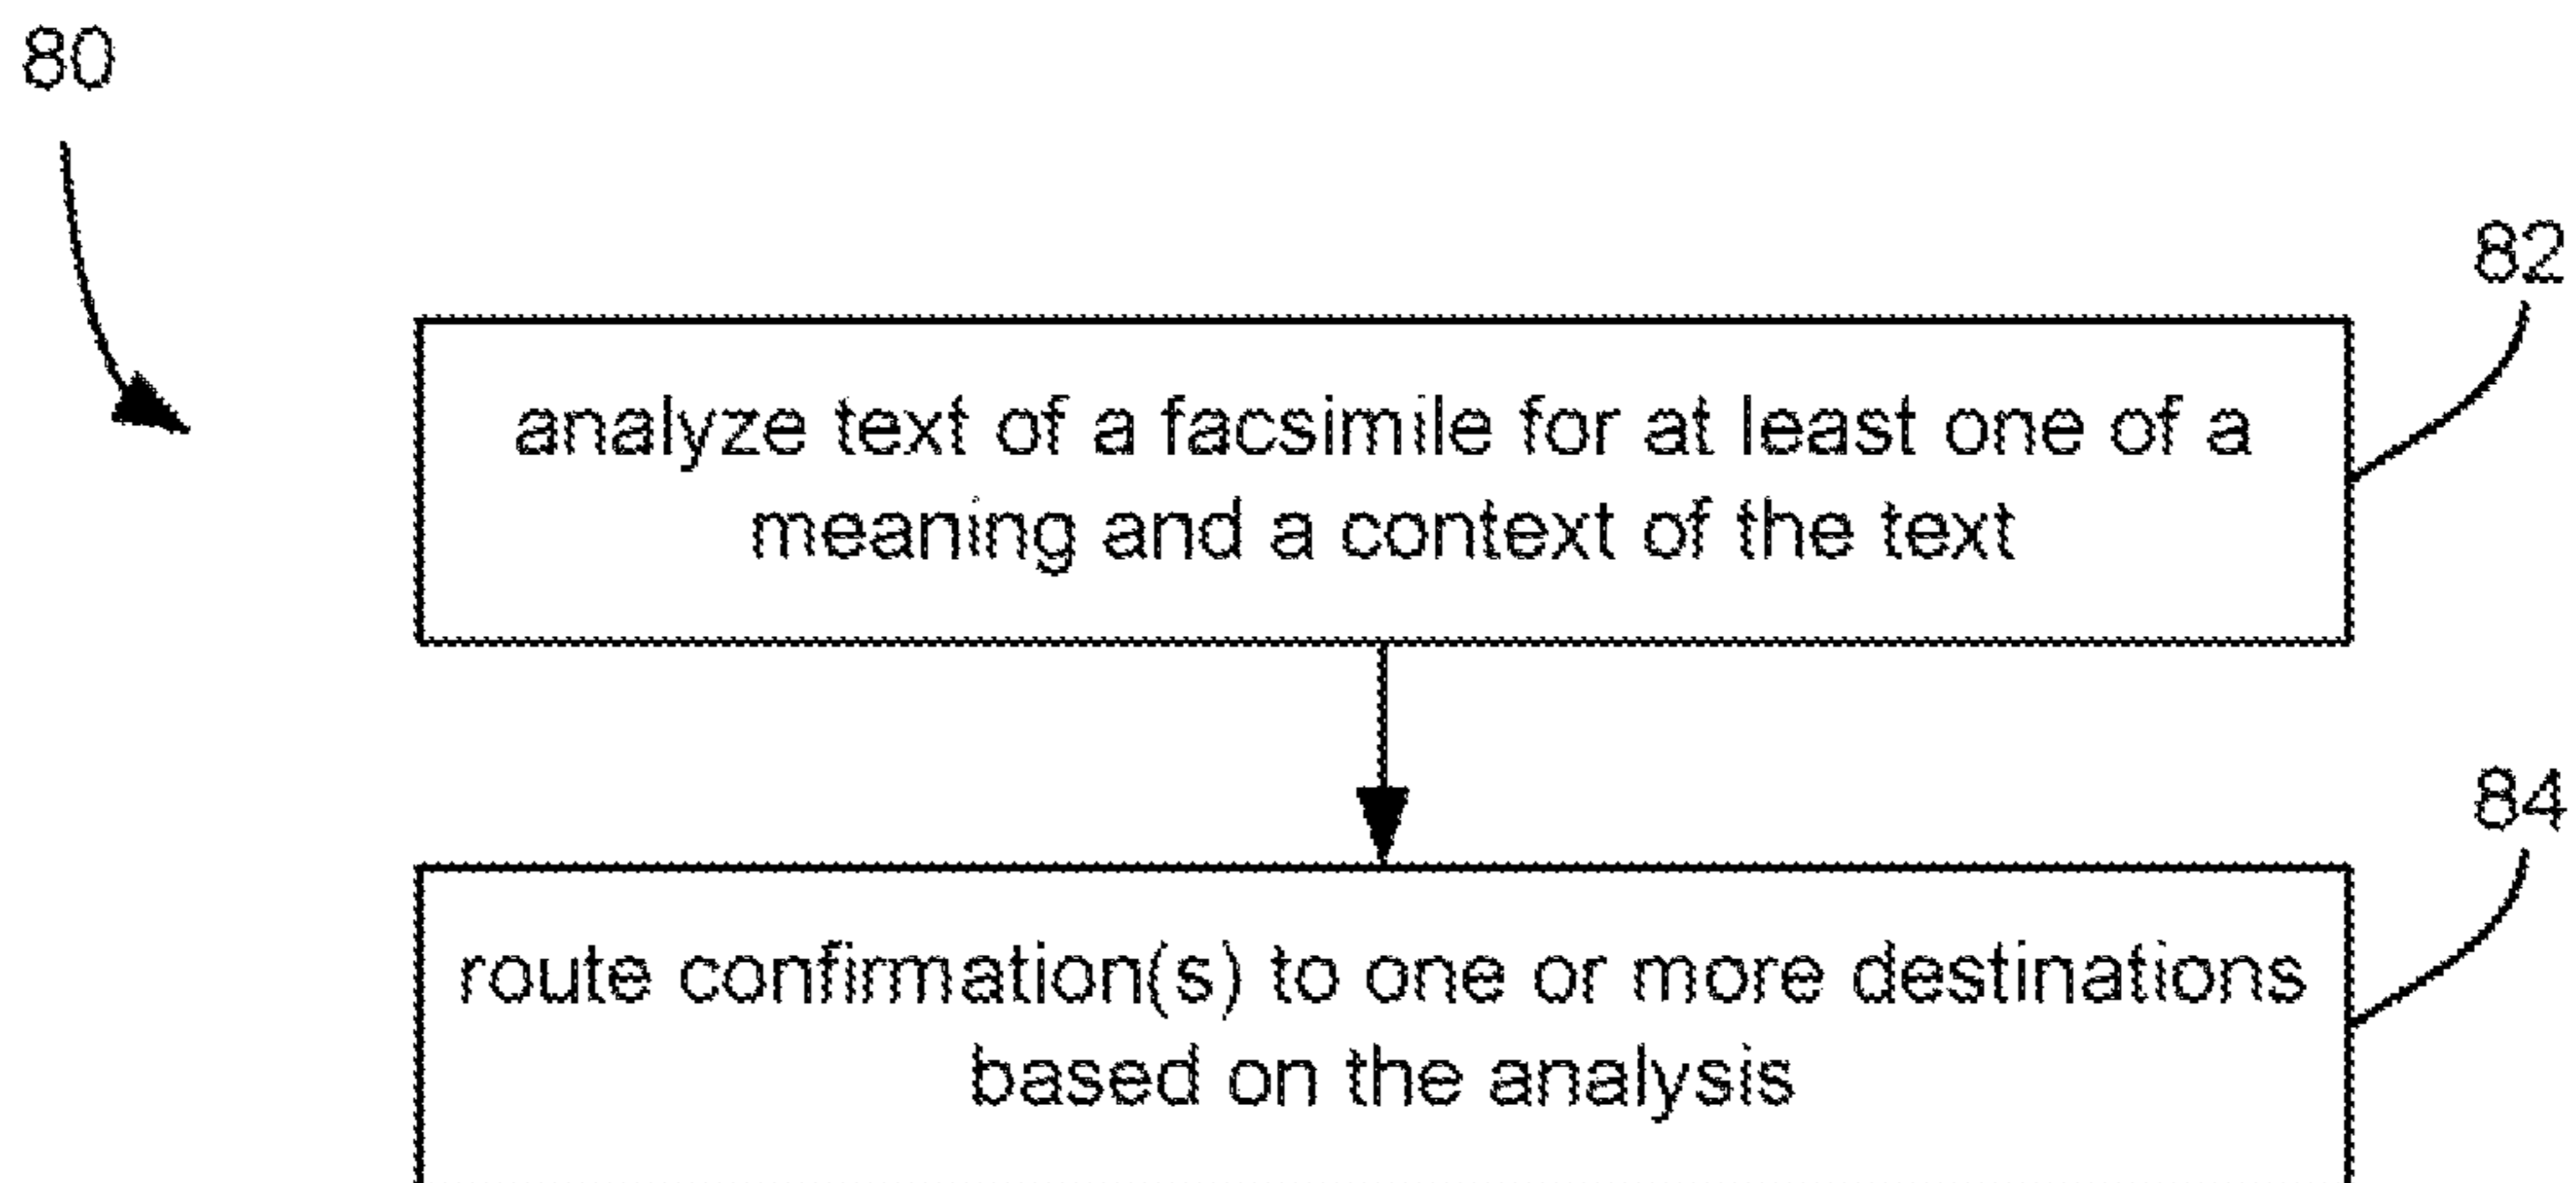 80
82
analyze text of a facsimile for at least one of a
meaning and a context of the text
84
route confirmation(s) to one or more destinations
based on the analysis